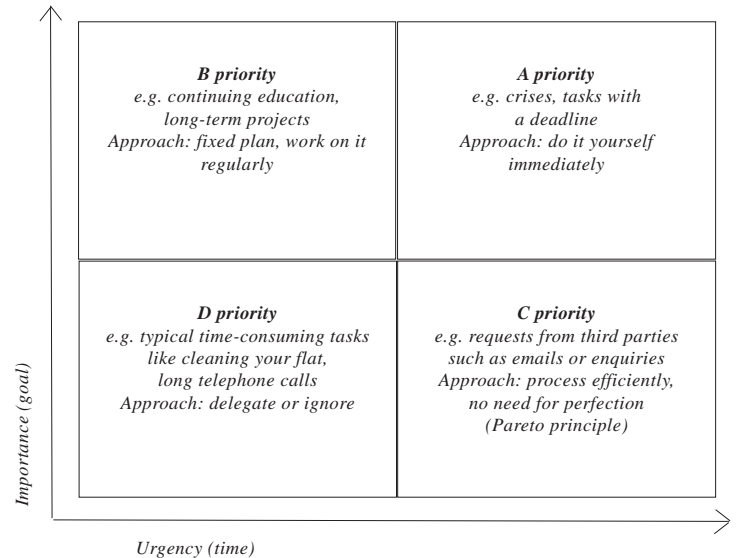 B priority
e.g. continuing education,
long-term projects
Approach: fixed plan, work on it
regularly
A priority
e.g. crises, tasks with
a deadline
Approach: do it yourself
immediately
D priority
e.g. typical time-consuming tasks
like cleaning your flat,
long telephone calls
Approach: delegate or ignore
C priority
e.g. requests from third parties
such as emails or enquiries
Approach: process efficiently,
no need for perfection
(Pareto principle)
Importance (goal)
Urgency (time)